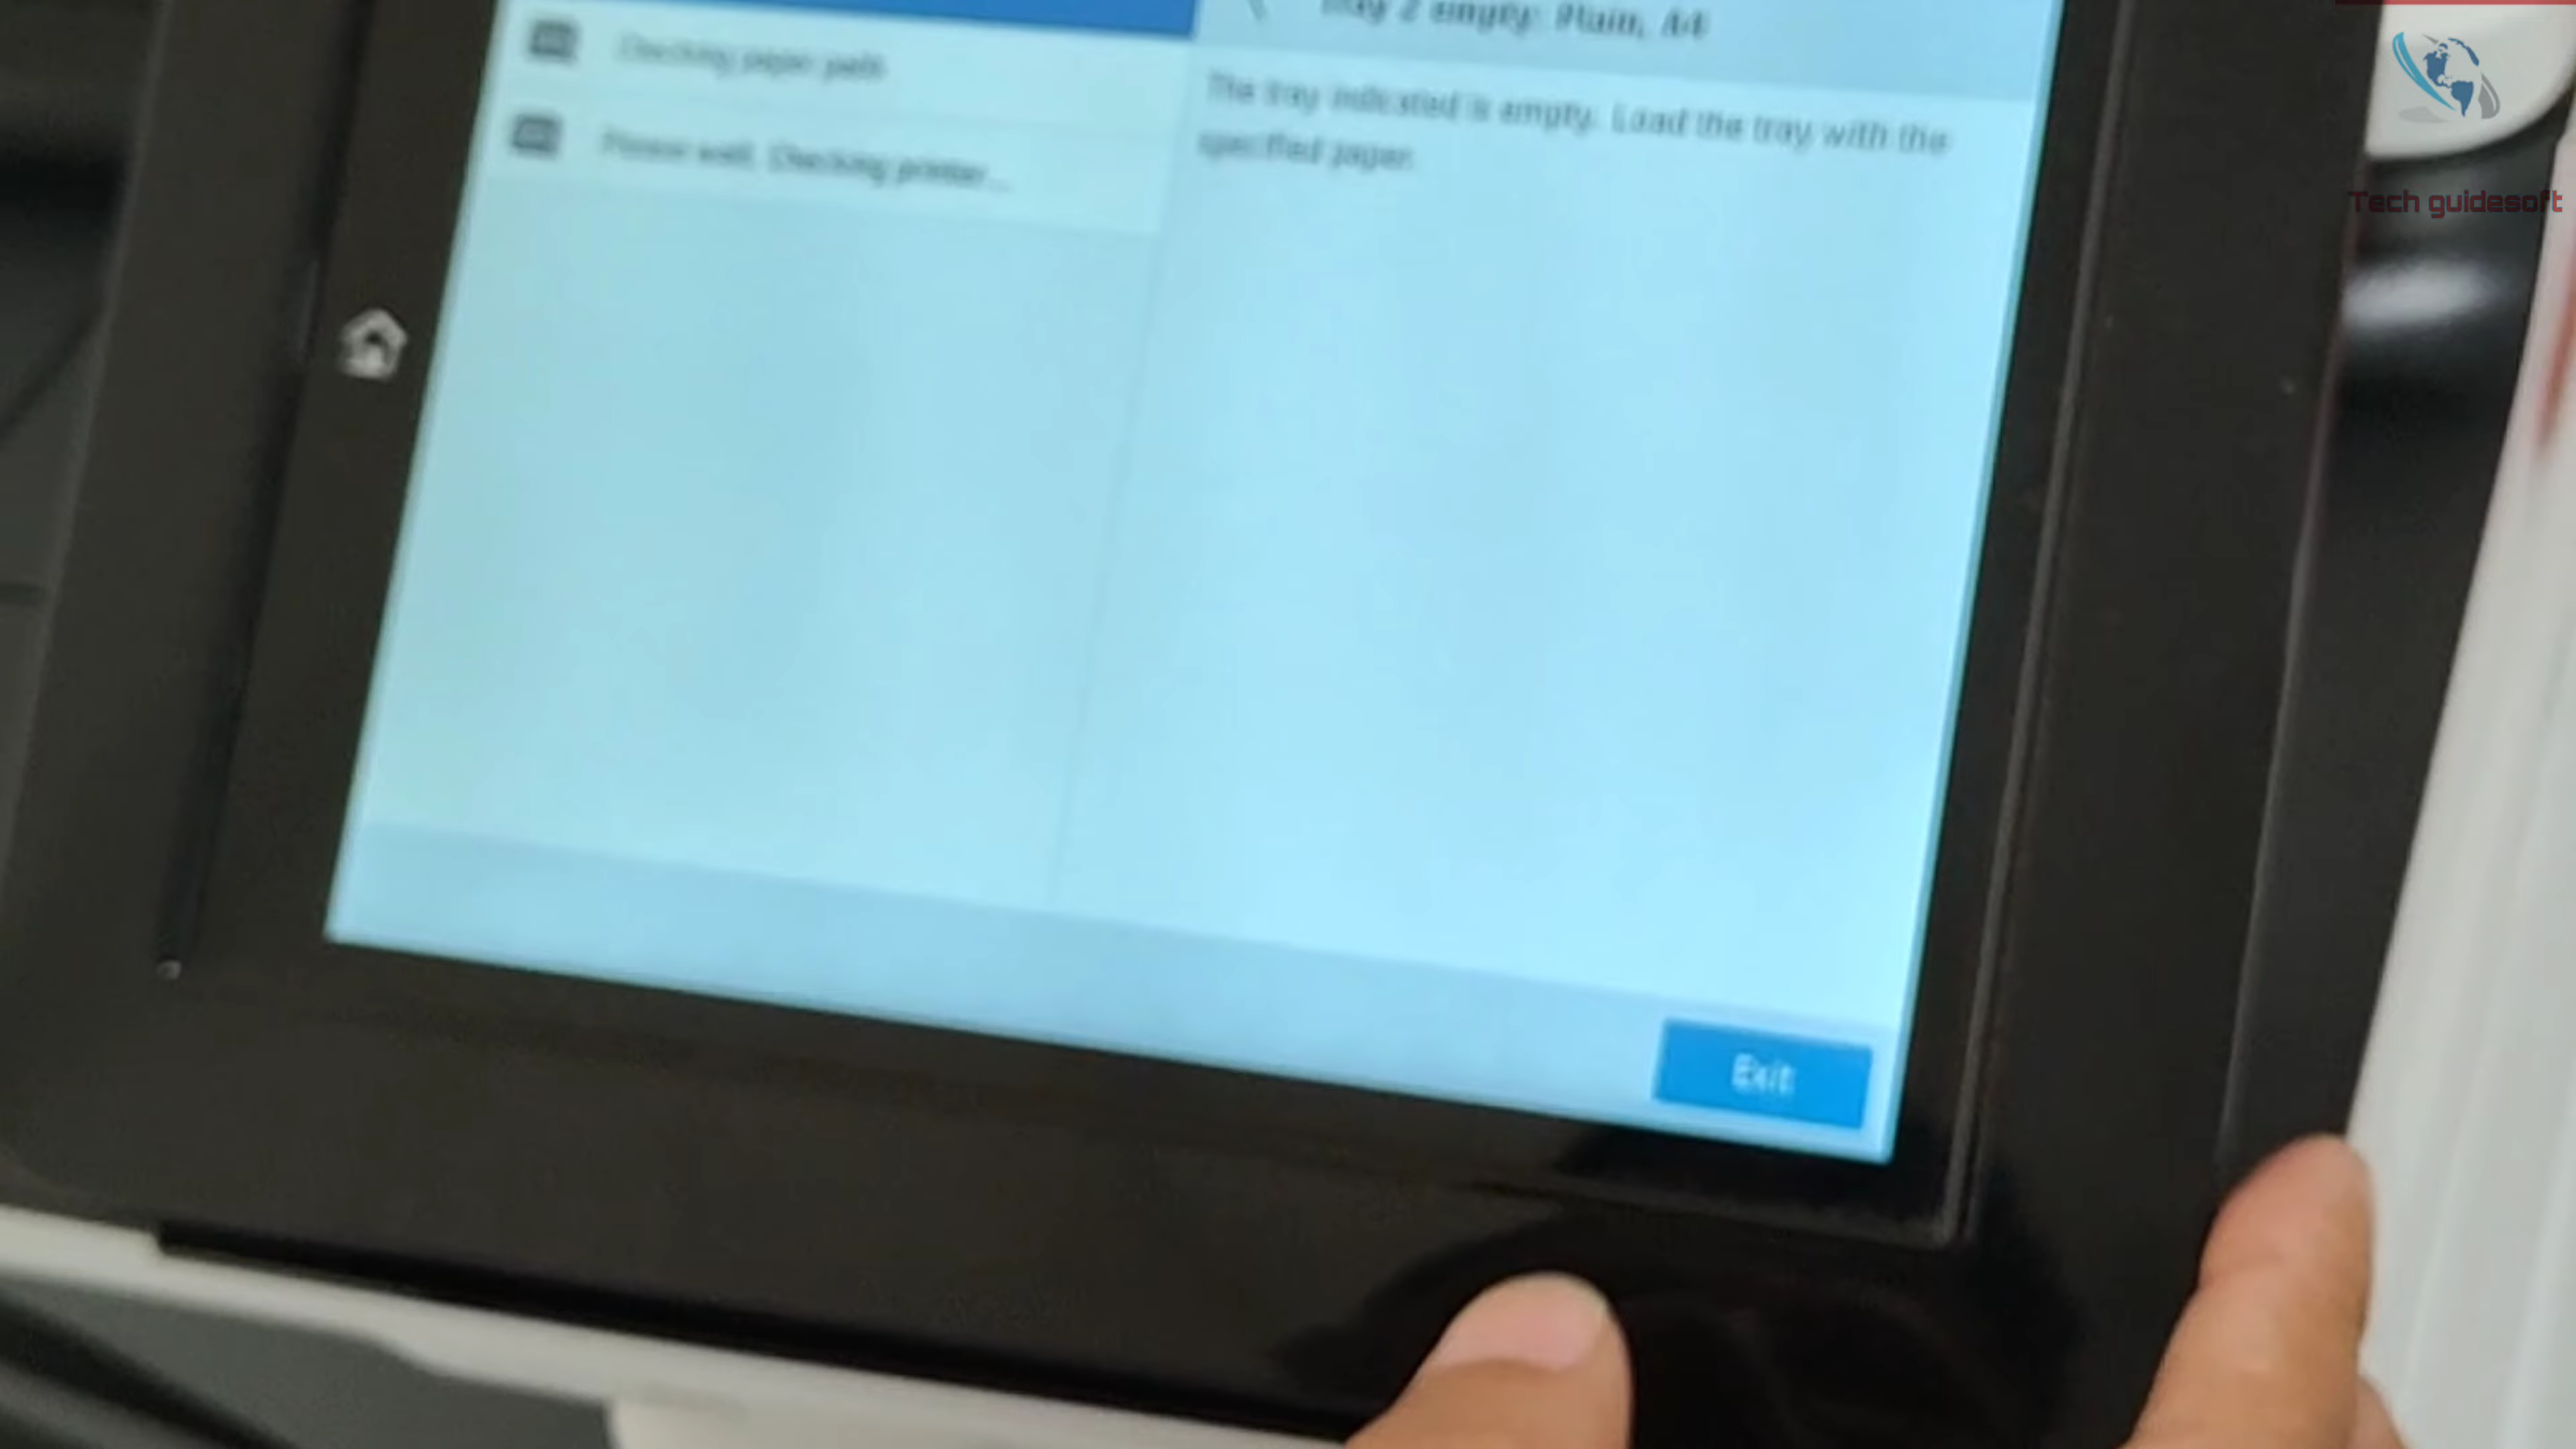 Tray 2 empty: Plain, A4
Checking paper path
Please wait. Checking printer...
The tray indicated is empty. Load the tray with the
specified paper.
Exit
Tech guidesoft